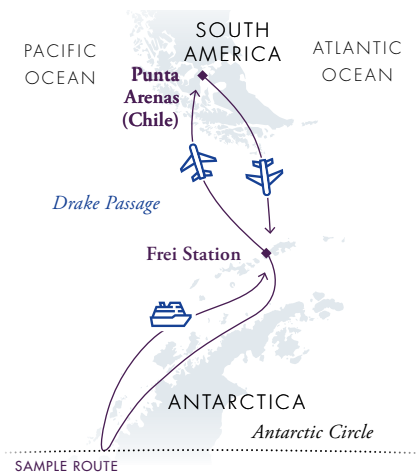 SOUTH
AMERICA
PACIFIC
OCEAN
ATLANTIC
OCEAN
Punta
Arenas
(Chile)
Drake Passage
Frei Station
ANTARCTICA
Antarctic Circle
SAMPLE ROUTE